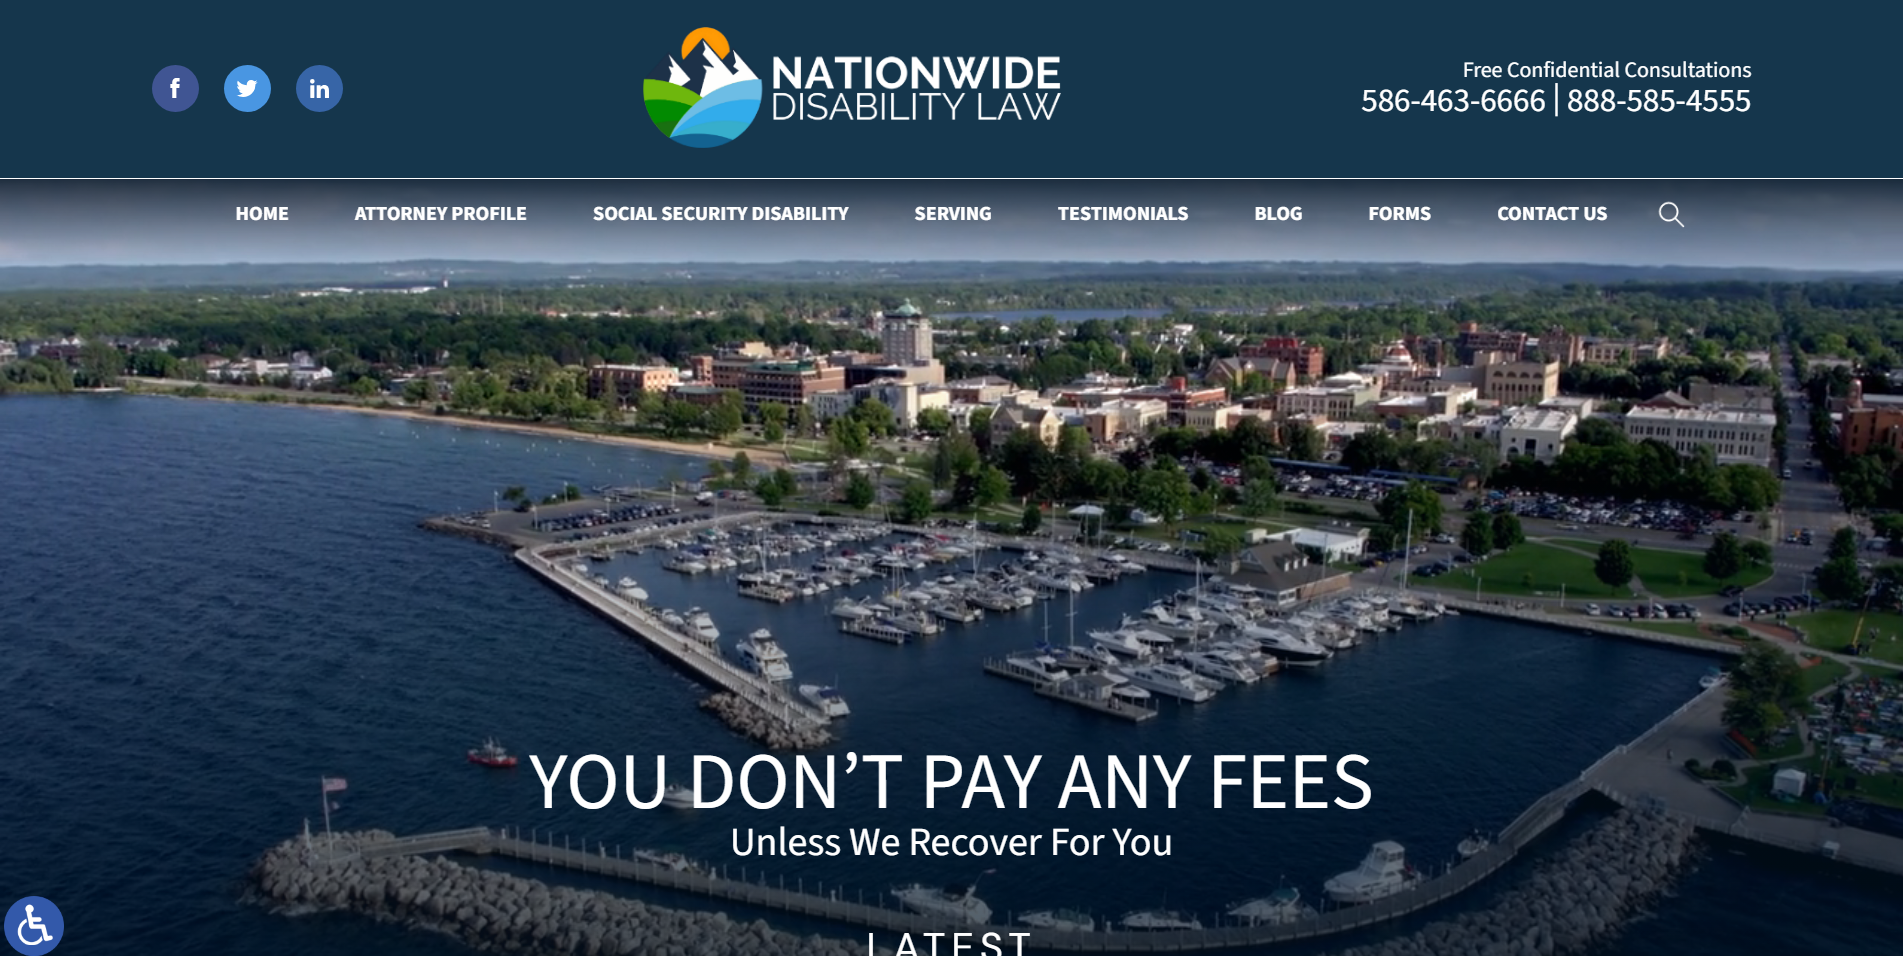 f
in
NATIONWIDE
DISABILITY LAW
Free Confidential Consultations
586-463-6666 | 888-585-4555
HOME
ATTORNEY PROFILE
SOCIAL SECURITY DISABILITY
SERVING
TESTIMONIALS
BLOG
FORMS
CONTACT US
YOU DON’T PAY ANY FEES
Unless We Recover For You
LATEST